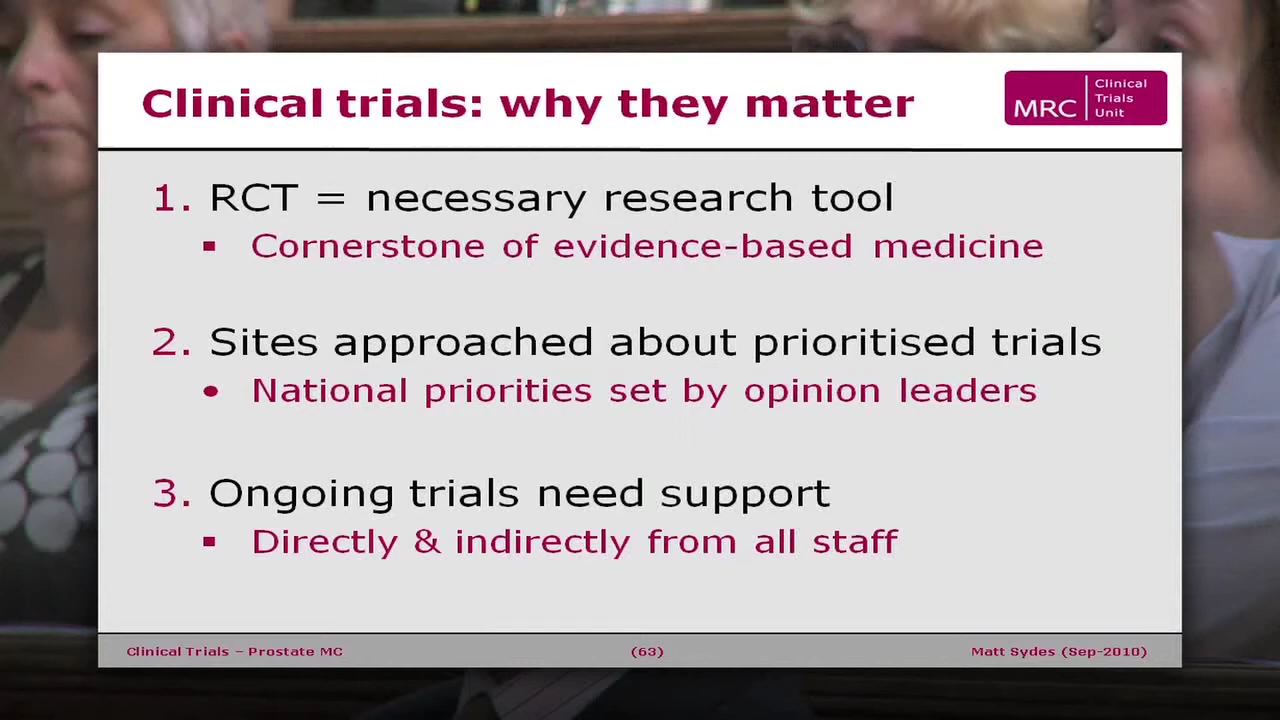 Clinical trials: why they matter
MRC
Clinical
Trials
Unit
1. RCT = necessary research tool
▪ Cornerstone of evidence-based medicine
2. Sites approached about prioritised trials
• National priorities set by opinion leaders
3. Ongoing trials need support
▪ Directly & indirectly from all staff
Clinical Trials – Prostate MC
(63)
Matt Sydes (Sep-2010)